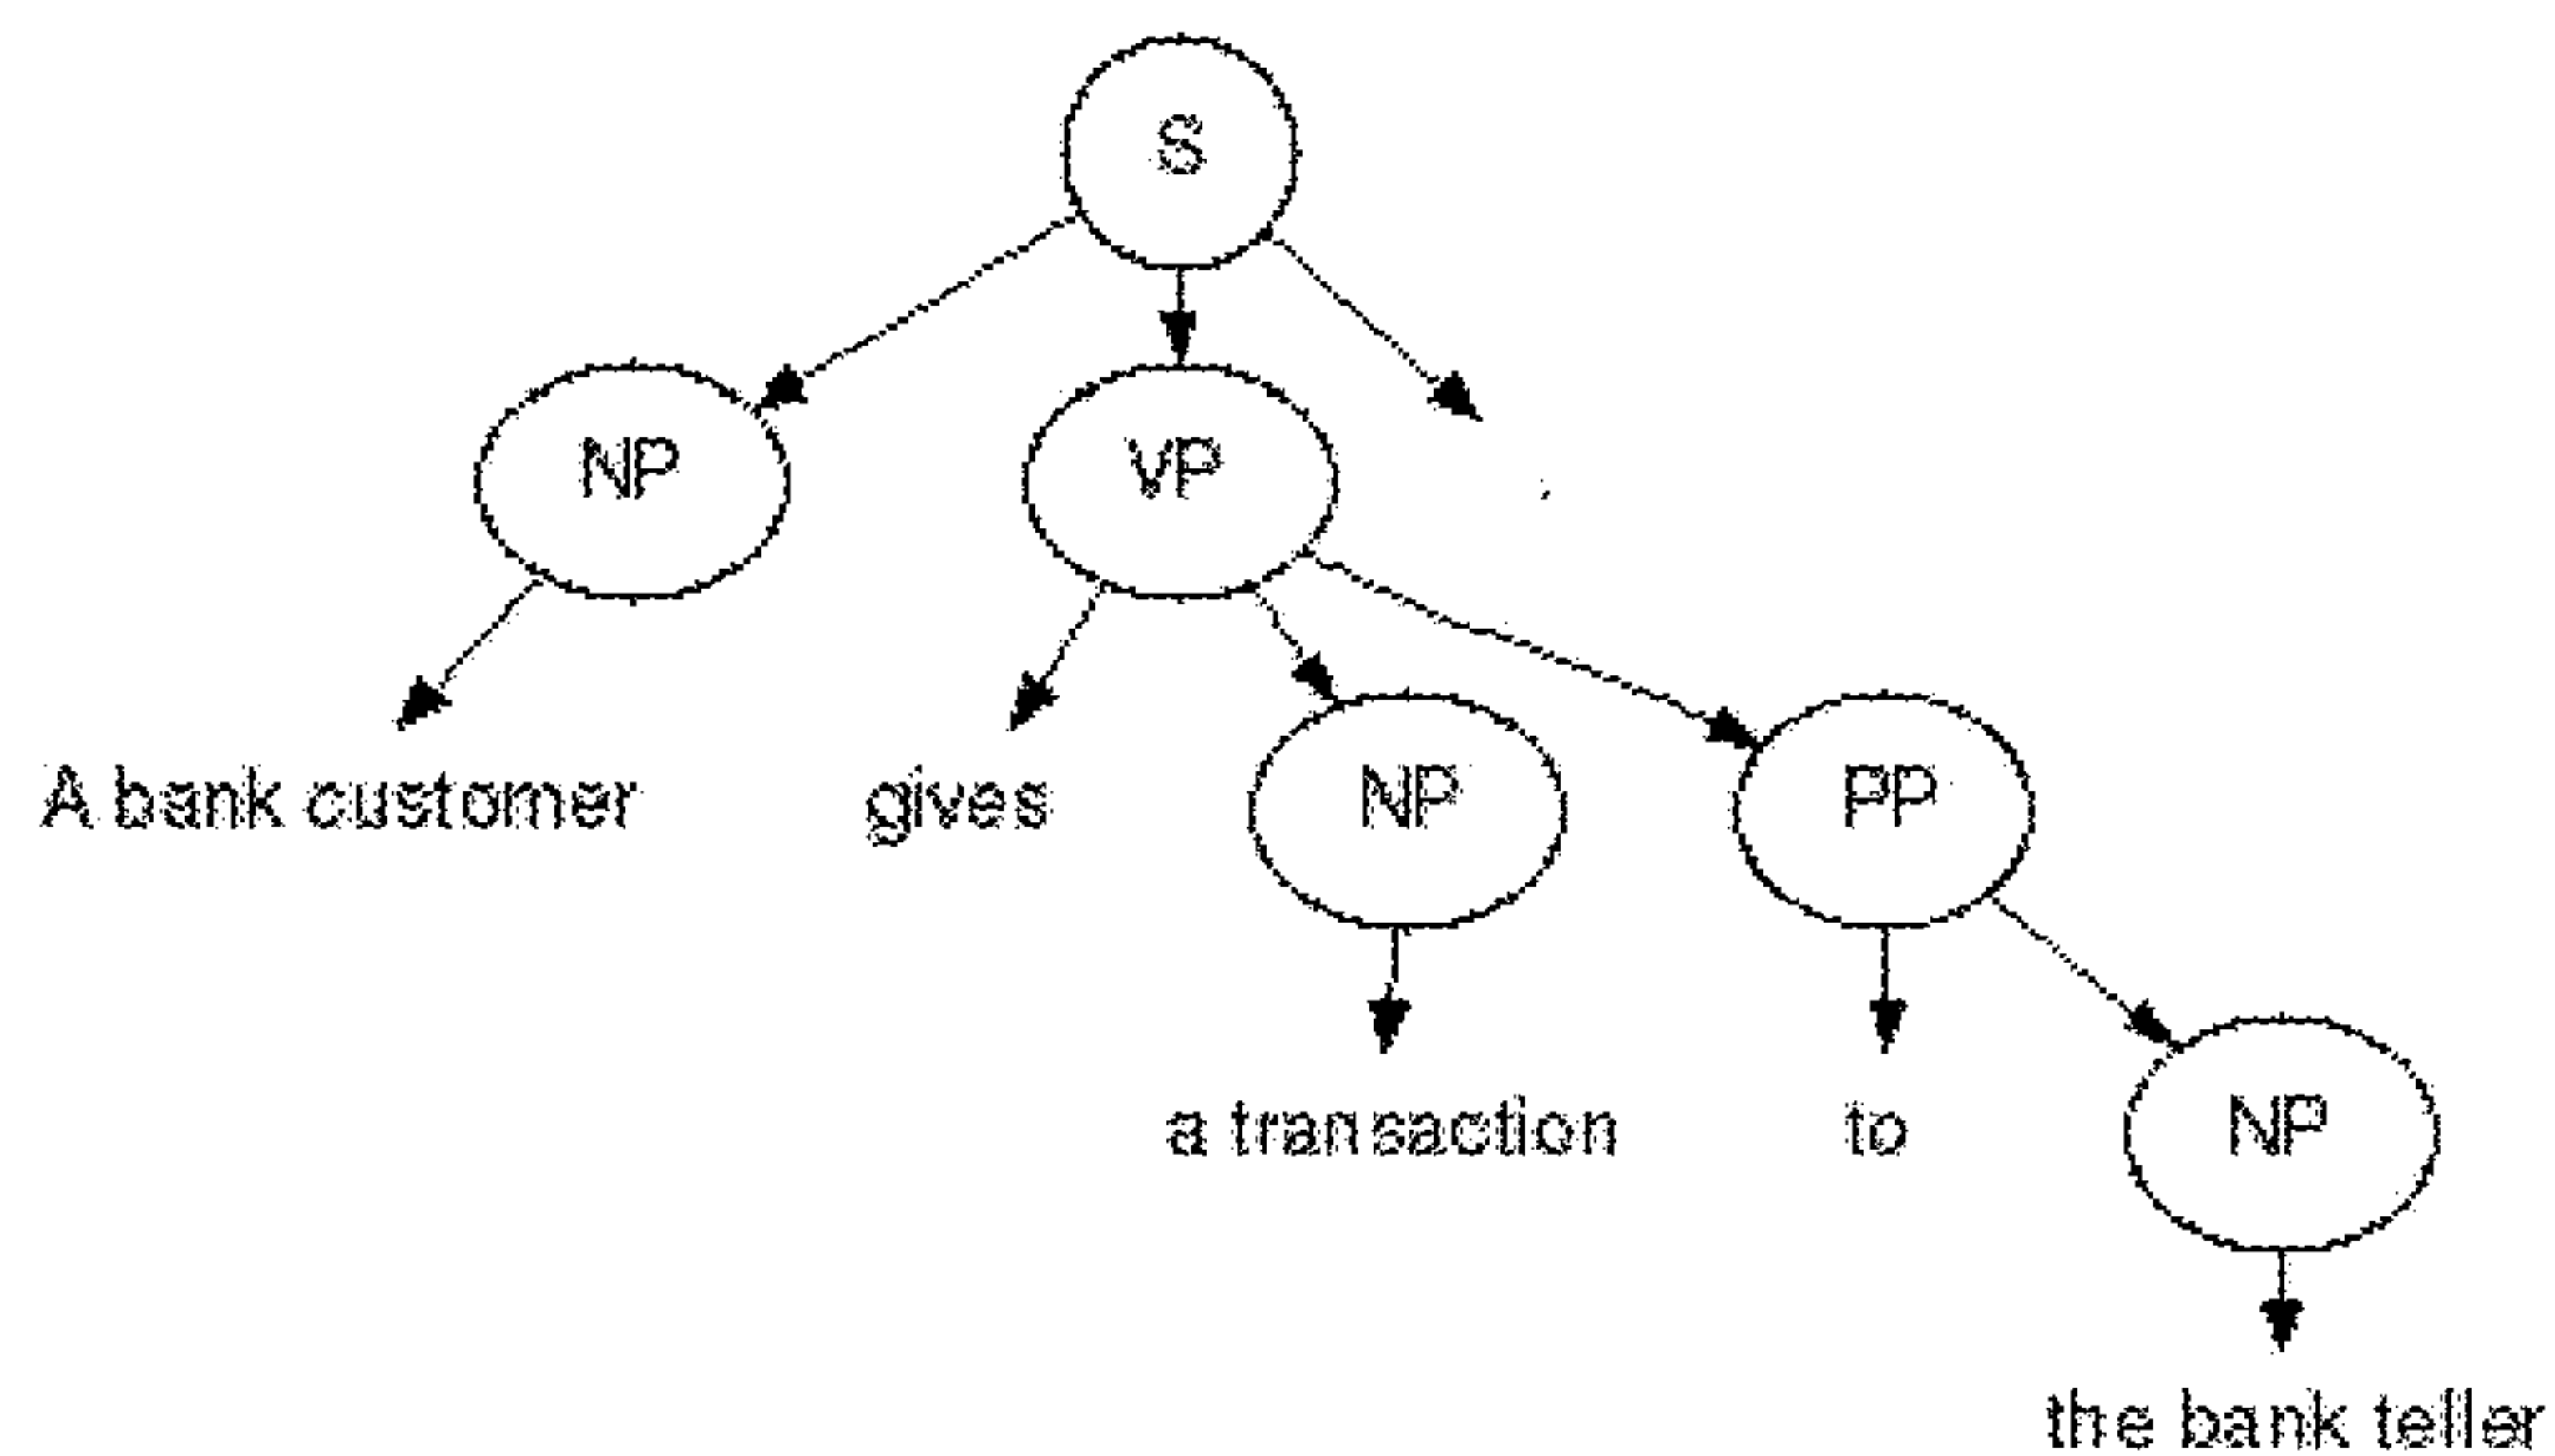 S
NP VP .
A bank customer gives NP PP
a transaction to NP
the bank teller